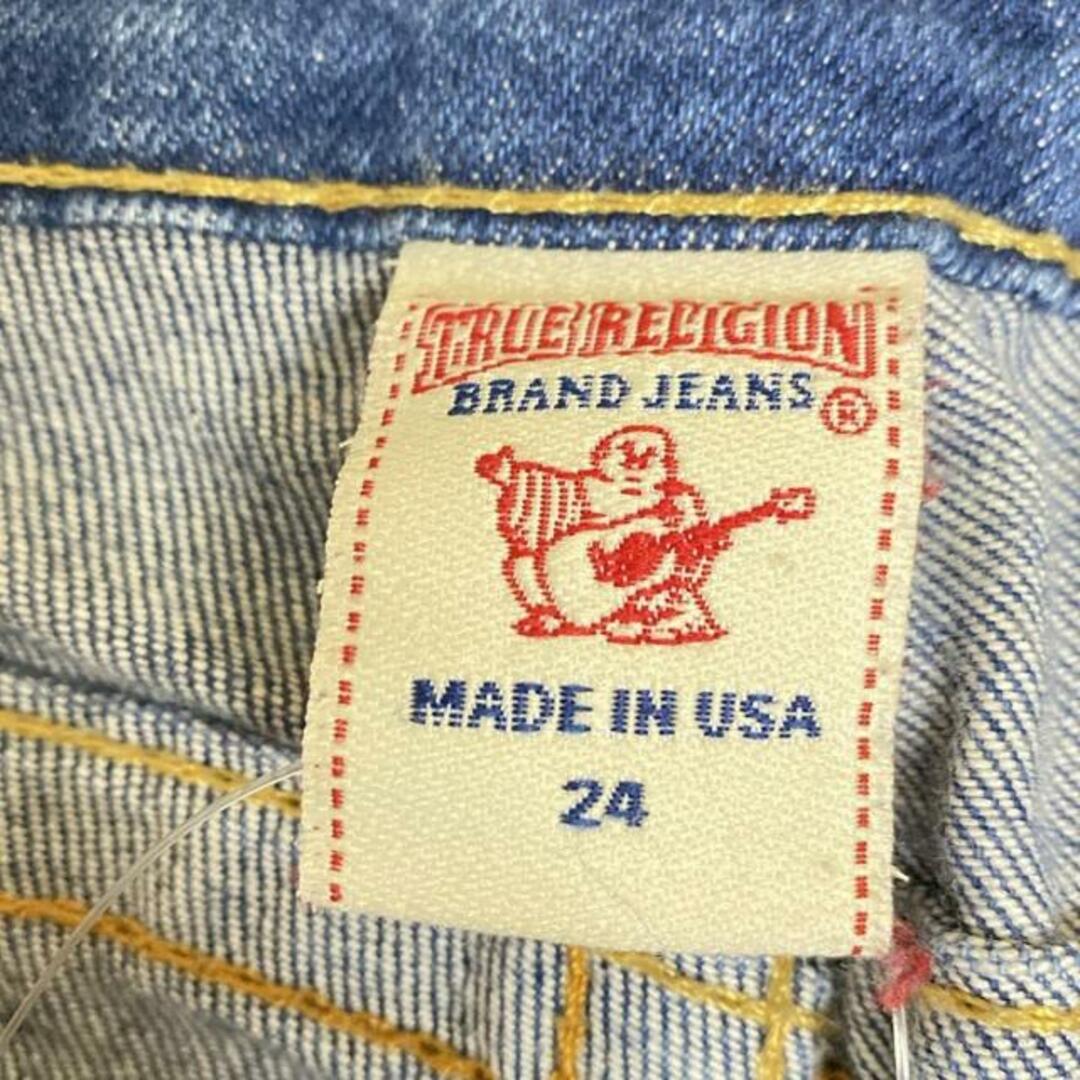 TRUE RELIGION
BRAND JEANS ®
MADE IN USA
24